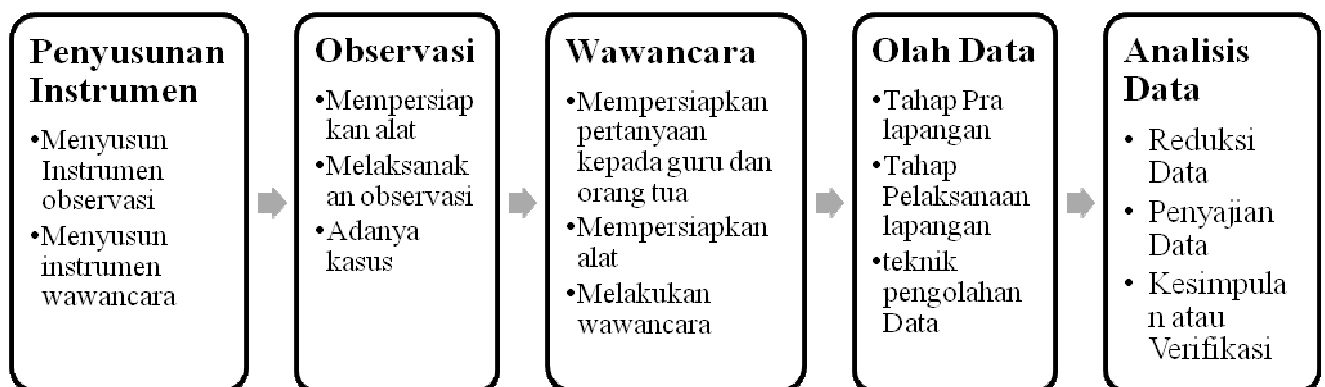 Penyusunan
Instrumen
•Menyusun
Instrumen
observasi
•Menyusun
instrumen
wawancara
Observasi
•Mempersiap
kan alat
•Melaksanak
an observasi
•Adanya
kasus
Wawancara
•Mempersiapkan
pertanyaan
kepada guru dan
orang tua
•Mempersiapkan
alat
•Melakukan
wawancara
Olah Data
•Tahap Pra
lapangan
•Tahap
Pelaksanaan
lapangan
•teknik
pengolahan
Data
Analisis
Data
• Reduksi
Data
• Penyajian
Data
• Kesimpula
n atau
Verifikasi